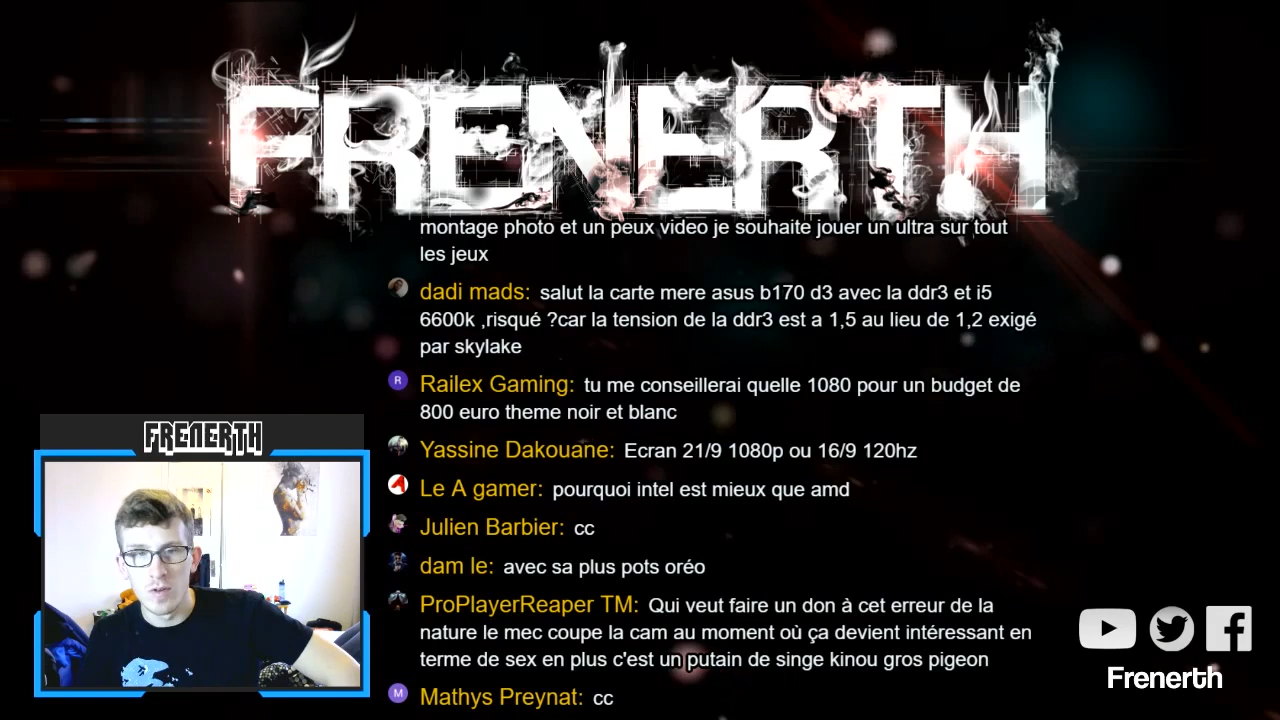 FRENERTH
montage photo et un peux video je souhaite jouer un ultra sur tout
les jeux
dadi mads: salut la carte mere asus b170 d3 avec la ddr3 et i5
6600k ,risqué ?car la tension de la ddr3 est a 1,5 au lieu de 1,2 exigé
par skylake
R Railex Gaming: tu me conseillerai quelle 1080 pour un budget de
800 euro theme noir et blanc
Yassine Dakouane: Ecran 21/9 1080p ou 16/9 120hz
Le A gamer: pourquoi intel est mieux que amd
Julien Barbier: cc
dam le: avec sa plus pots oréo
ProPlayerReaper TM: Qui veut faire un don à cet erreur de la
nature le mec coupe la cam au moment où ça devient intéressant en
terme de sex en plus c'est un putain de singe kinou gros pigeon
M Mathys Preynat: cc
FRENERTH
Frenerth